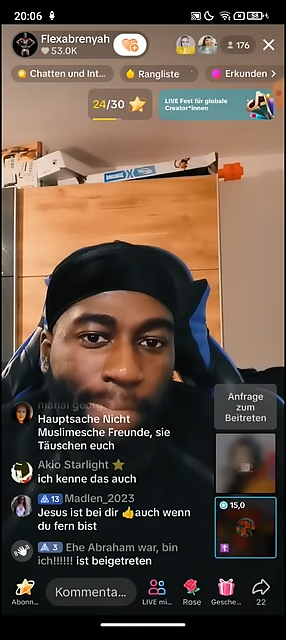 20:06
58
Flexabrenyah
53.0K
176
Chatten und Int...
Rangliste
Erkunden
24/30
LIVE Fest für globale
Creator*innen
Hauptsache Nicht
Muslimesche Freunde, sie
Täuschen euch
Akio Starlight
ich kenne das auch
13 Madlen_2023
Jesus ist bei dir 👍auch wenn
du fern bist
3 Ehe Abraham war, bin
ich!!!!!! ist beigetreten
Anfrage
zum
Beitreten
15,0
Abonn...
Kommenta...
LIVE mi...
Rose
Gesche...
22